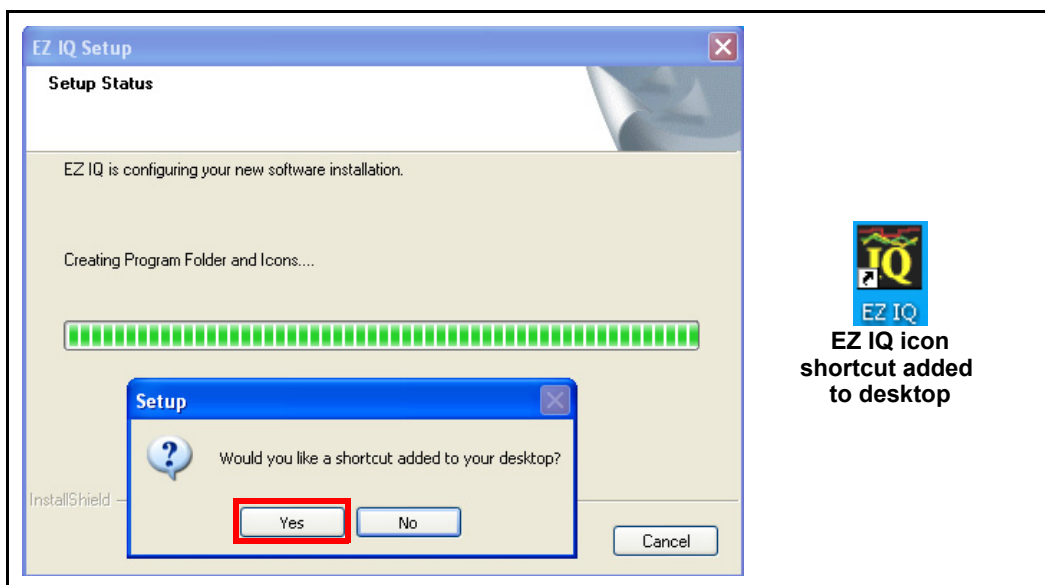 EZ IQ Setup
Setup Status
EZ IQ is configuring your new software installation.
Creating Program Folder and Icons....
Setup
Would you like a shortcut added to your desktop?
InstallShield
Yes
No
Cancel
IQ
EZ IQ
EZ IQ icon
shortcut added
to desktop